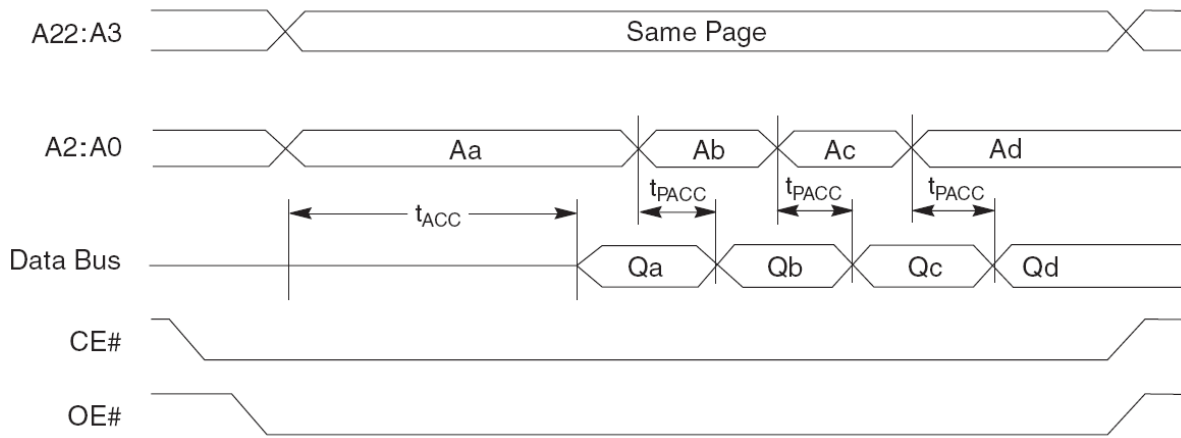 A22:A3 Same Page
A2:A0 Aa Ab Ac Ad
tACC tPACC tPACC tPACC
Data Bus Qa Qb Qc Qd
CE#
OE#